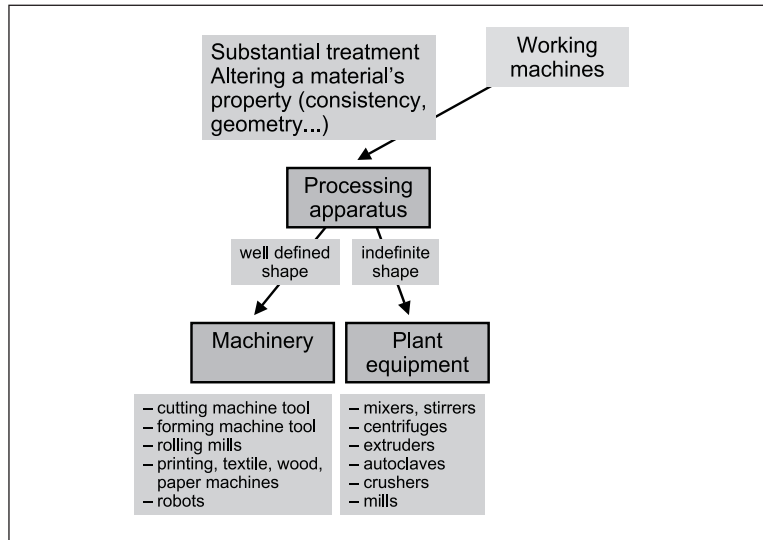 Substantial treatment
Altering a material's
property (consistency,
geometry...)
Working
machines
Processing
apparatus
well defined
shape
indefinite
shape
Machinery
Plant
equipment
– cutting machine tool
– forming machine tool
– rolling mills
– printing, textile, wood,
paper machines
– robots
– mixers, stirrers
– centrifuges
– extruders
– autoclaves
– crushers
– mills